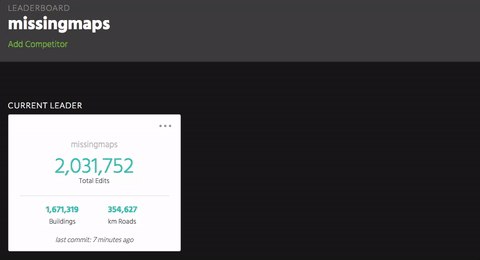 LEADERBOARD
missingmaps
Add Competitor
CURRENT LEADER
missingmaps
2,031,752
Total Edits
1,671,319 354,627
Buildings km Roads
last commit: 7 minutes ago